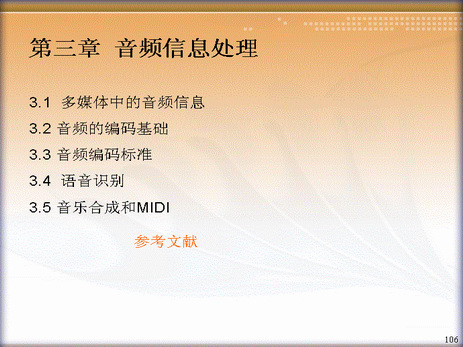 第三章 音频信息处理
3.1 多媒体中的音频信息
3.2 音频的编码基础
3.3 音频编码标准
3.4 语音识别
3.5 音乐合成和MIDI
参考文献
106